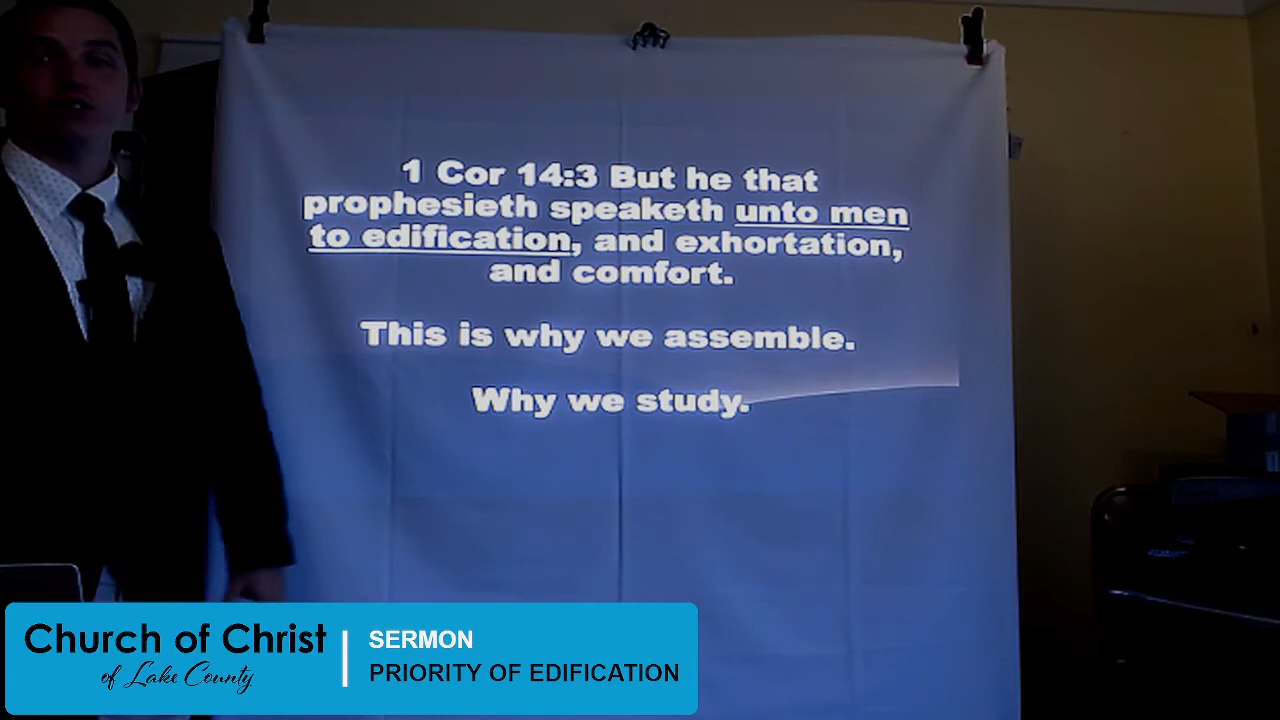 1 Cor 14:3 But he that
prophesieth speaketh unto men
to edification, and exhortation,
and comfort.
This is why we assemble.
Why we study.
Church of Christ
of Lake County
SERMON
PRIORITY OF EDIFICATION